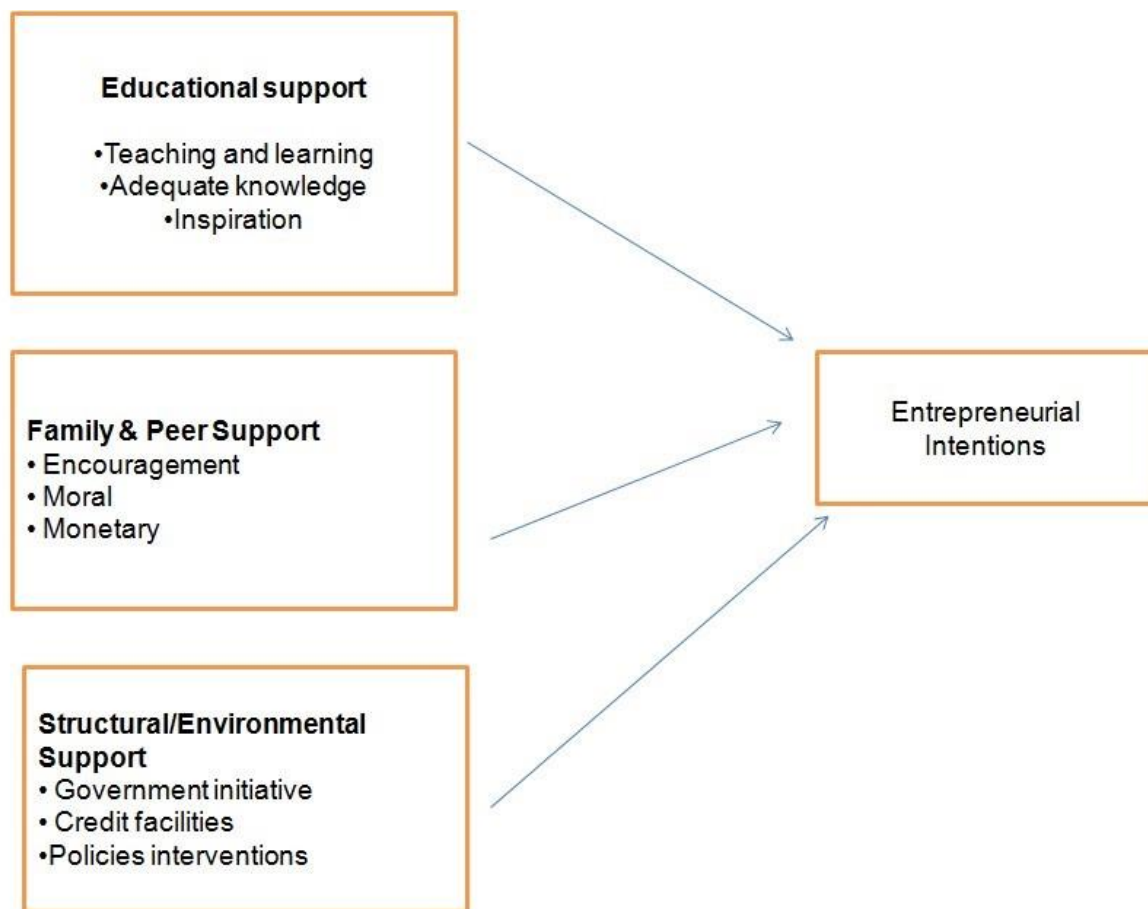 Educational support
•Teaching and learning
•Adequate knowledge
•Inspiration
Family & Peer Support
• Encouragement
• Moral
• Monetary
Structural/Environmental
Support
• Government initiative
• Credit facilities
•Policies interventions
Entrepreneurial
Intentions